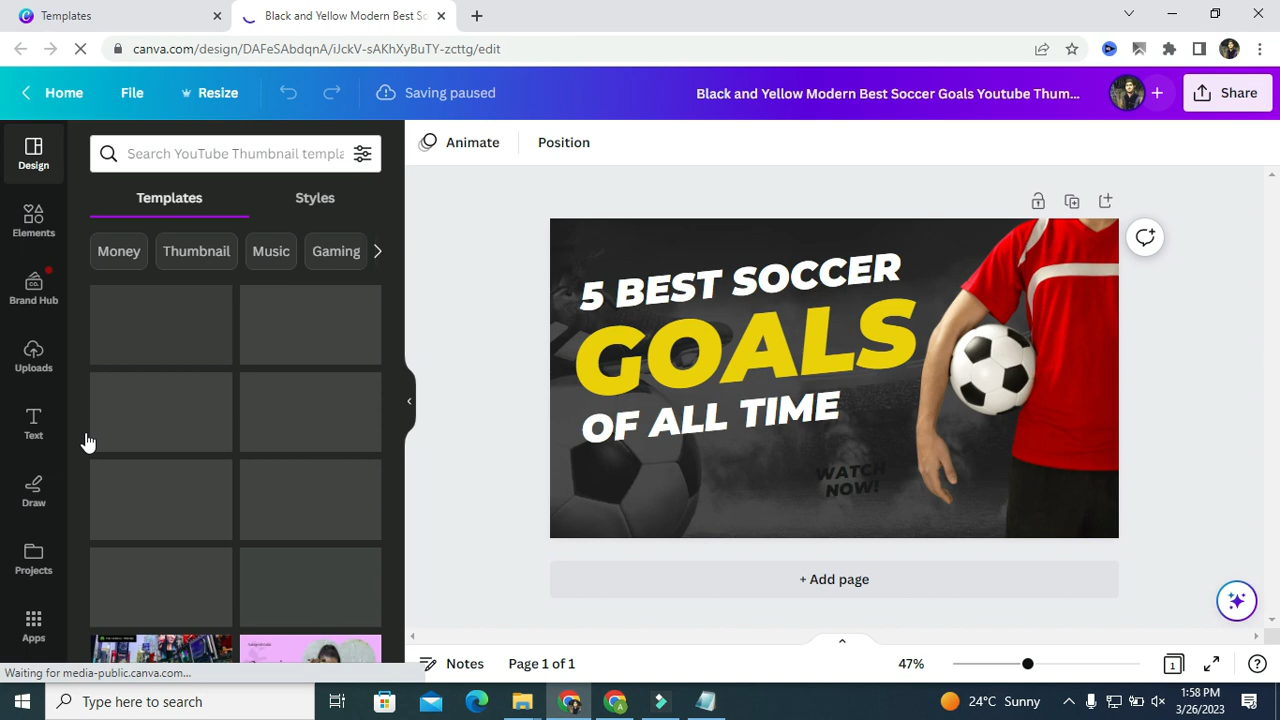 Templates
Black and Yellow Modern Best So
canva.com/design/DAFeSAbdqnA/iJckV-sAKhXyBuTY-zcttg/edit
Home
File
Resize
Saving paused
Black and Yellow Modern Best Soccer Goals Youtube Thum...
Share
Design
Elements
Brand Hub
CO.
Uploads
Text
Draw
Projects
Apps
Search YouTube Thumbnail templa
Templates
Styles
Money
Thumbnail
Music
Gaming
Animate
Position
5 BEST SOCCER
GOALS
OF ALL TIME
WATCH
NOW!
+ Add page
Waiting for media-public.canva.com...
Notes
Page 1 of 1
47%
1
Type here to search
24°C Sunny
1:58 PM
3/26/2023